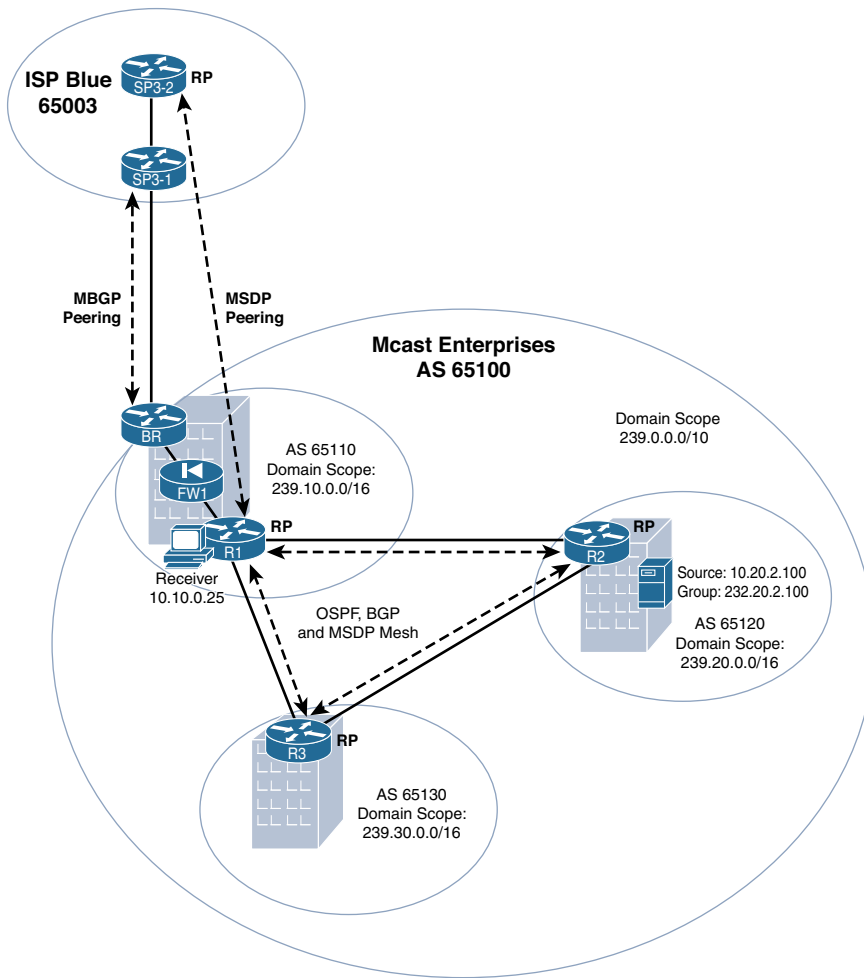 ISP Blue
65003
SP3-2
RP
SP3-1
MBGP
Peering
MSDP
Peering
Mcast Enterprises
AS 65100
Domain Scope
239.0.0.0/10
BR
FW1
AS 65110
Domain Scope:
239.10.0.0/16
R1
RP
Receiver
10.10.0.25
R2
RP
Source: 10.20.2.100
Group: 232.20.2.100
AS 65120
Domain Scope:
239.20.0.0/16
OSPF, BGP
and MSDP Mesh
R3
RP
AS 65130
Domain Scope:
239.30.0.0/16